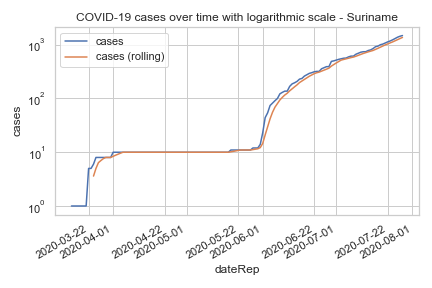 COVID-19 cases over time with logarithmic scale - Suriname
cases
cases (rolling)
10³
10²
10¹
10⁰
cases
2020-03-22
2020-04-01
2020-04-22
2020-05-01
2020-05-22
2020-06-01
2020-06-22
2020-07-01
2020-07-22
2020-08-01
dateRep